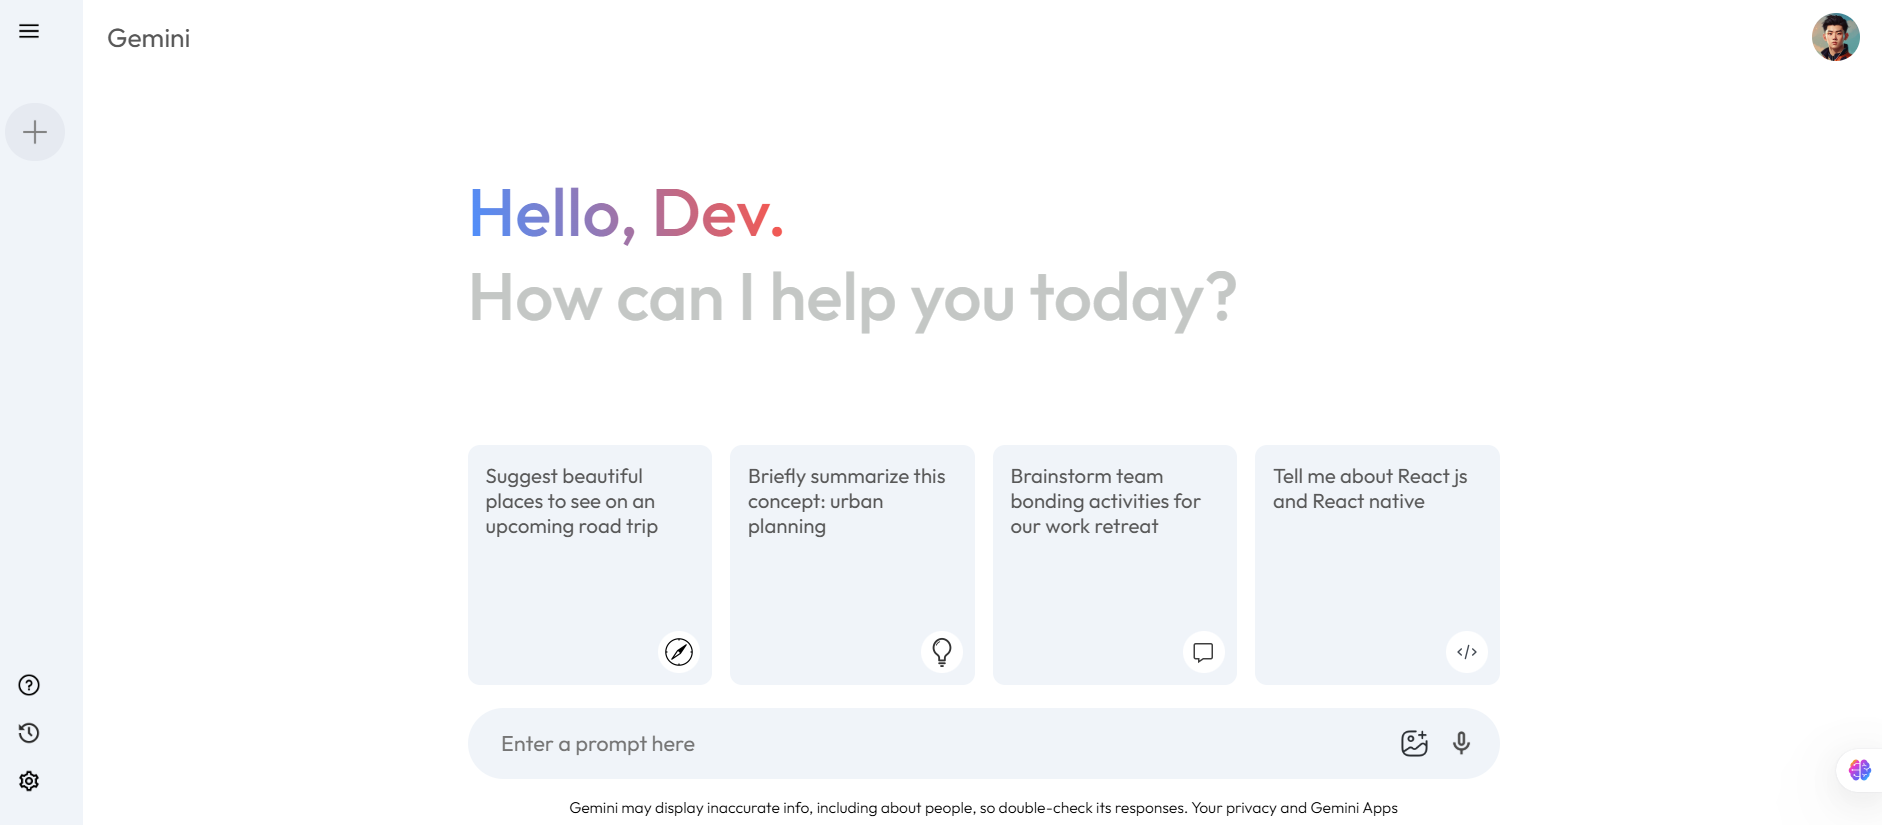 Gemini
Hello, Dev.
How can I help you today?
Suggest beautiful
places to see on an
upcoming road trip
Briefly summarize this
concept: urban
planning
Brainstorm team
bonding activities for
our work retreat
Tell me about React js
and React native
Enter a prompt here
Gemini may display inaccurate info, including about people, so double-check its responses. Your privacy and Gemini Apps